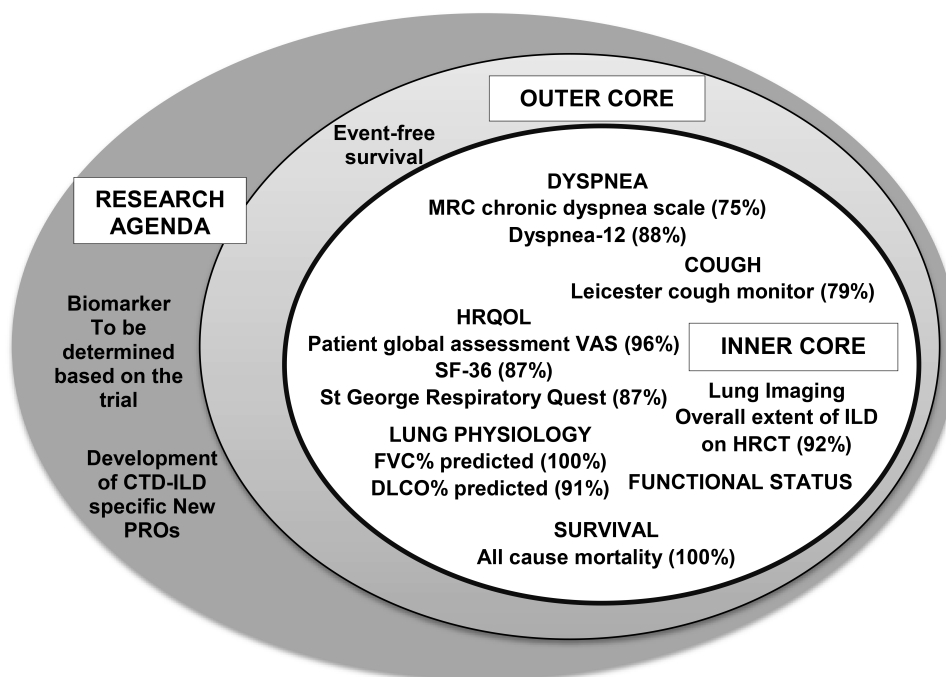 OUTER CORE
Event-free
survival
RESEARCH
AGENDA
Biomarker
To be
determined
based on the
trial
Development
of CTD-ILD
specific New
PROs
DYSPNEA
MRC chronic dyspnea scale (75%)
Dyspnea-12 (88%)
COUGH
Leicester cough monitor (79%)
HRQOL
Patient global assessment VAS (96%)
SF-36 (87%)
St George Respiratory Quest (87%)
INNER CORE
Lung Imaging
Overall extent of ILD
on HRCT (92%)
LUNG PHYSIOLOGY
FVC% predicted (100%)
DLCO% predicted (91%)
FUNCTIONAL STATUS
SURVIVAL
All cause mortality (100%)